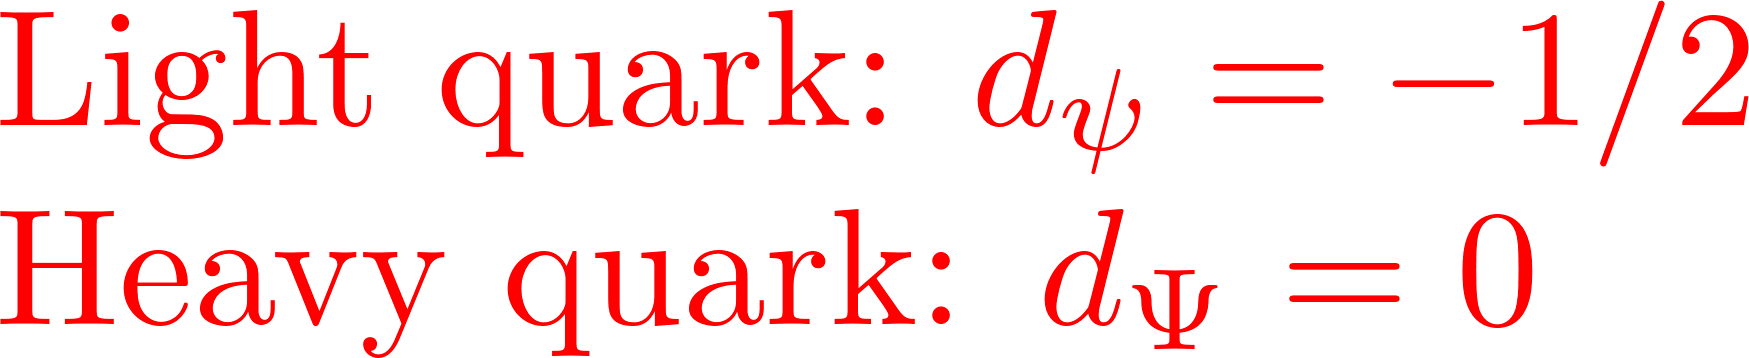 Light quark: d_ψ = −1/2
Heavy quark: d_Ψ = 0